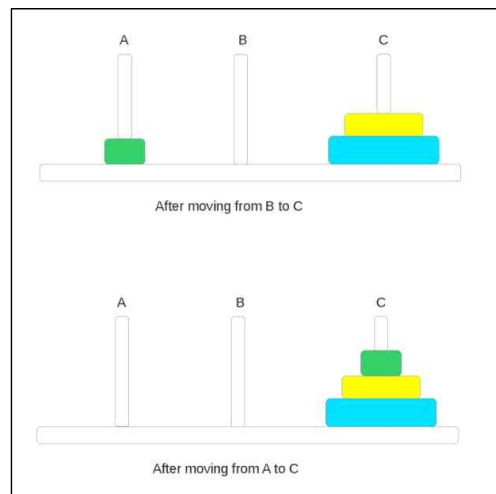 A B C
After moving from B to C
A B C
After moving from A to C